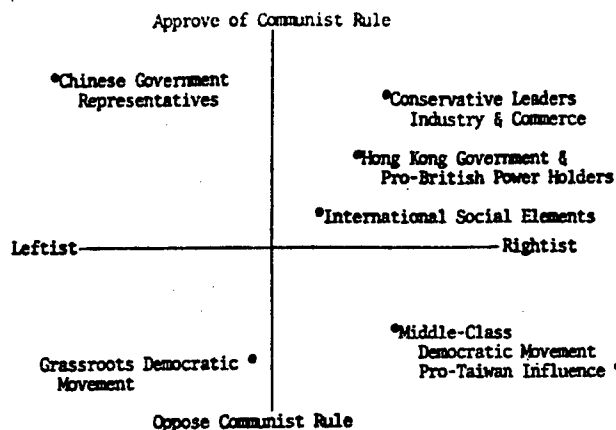 Approve of Communist Rule
•Chinese Government
Representatives
•Conservative Leaders
Industry & Commerce
•Hong Kong Government &
Pro-British Power Holders
•International Social Elements
Leftist
Rightist
•Middle-Class
Democratic Movement
Pro-Taiwan Influence •
Grassroots Democratic •
Movement
Oppose Communist Rule